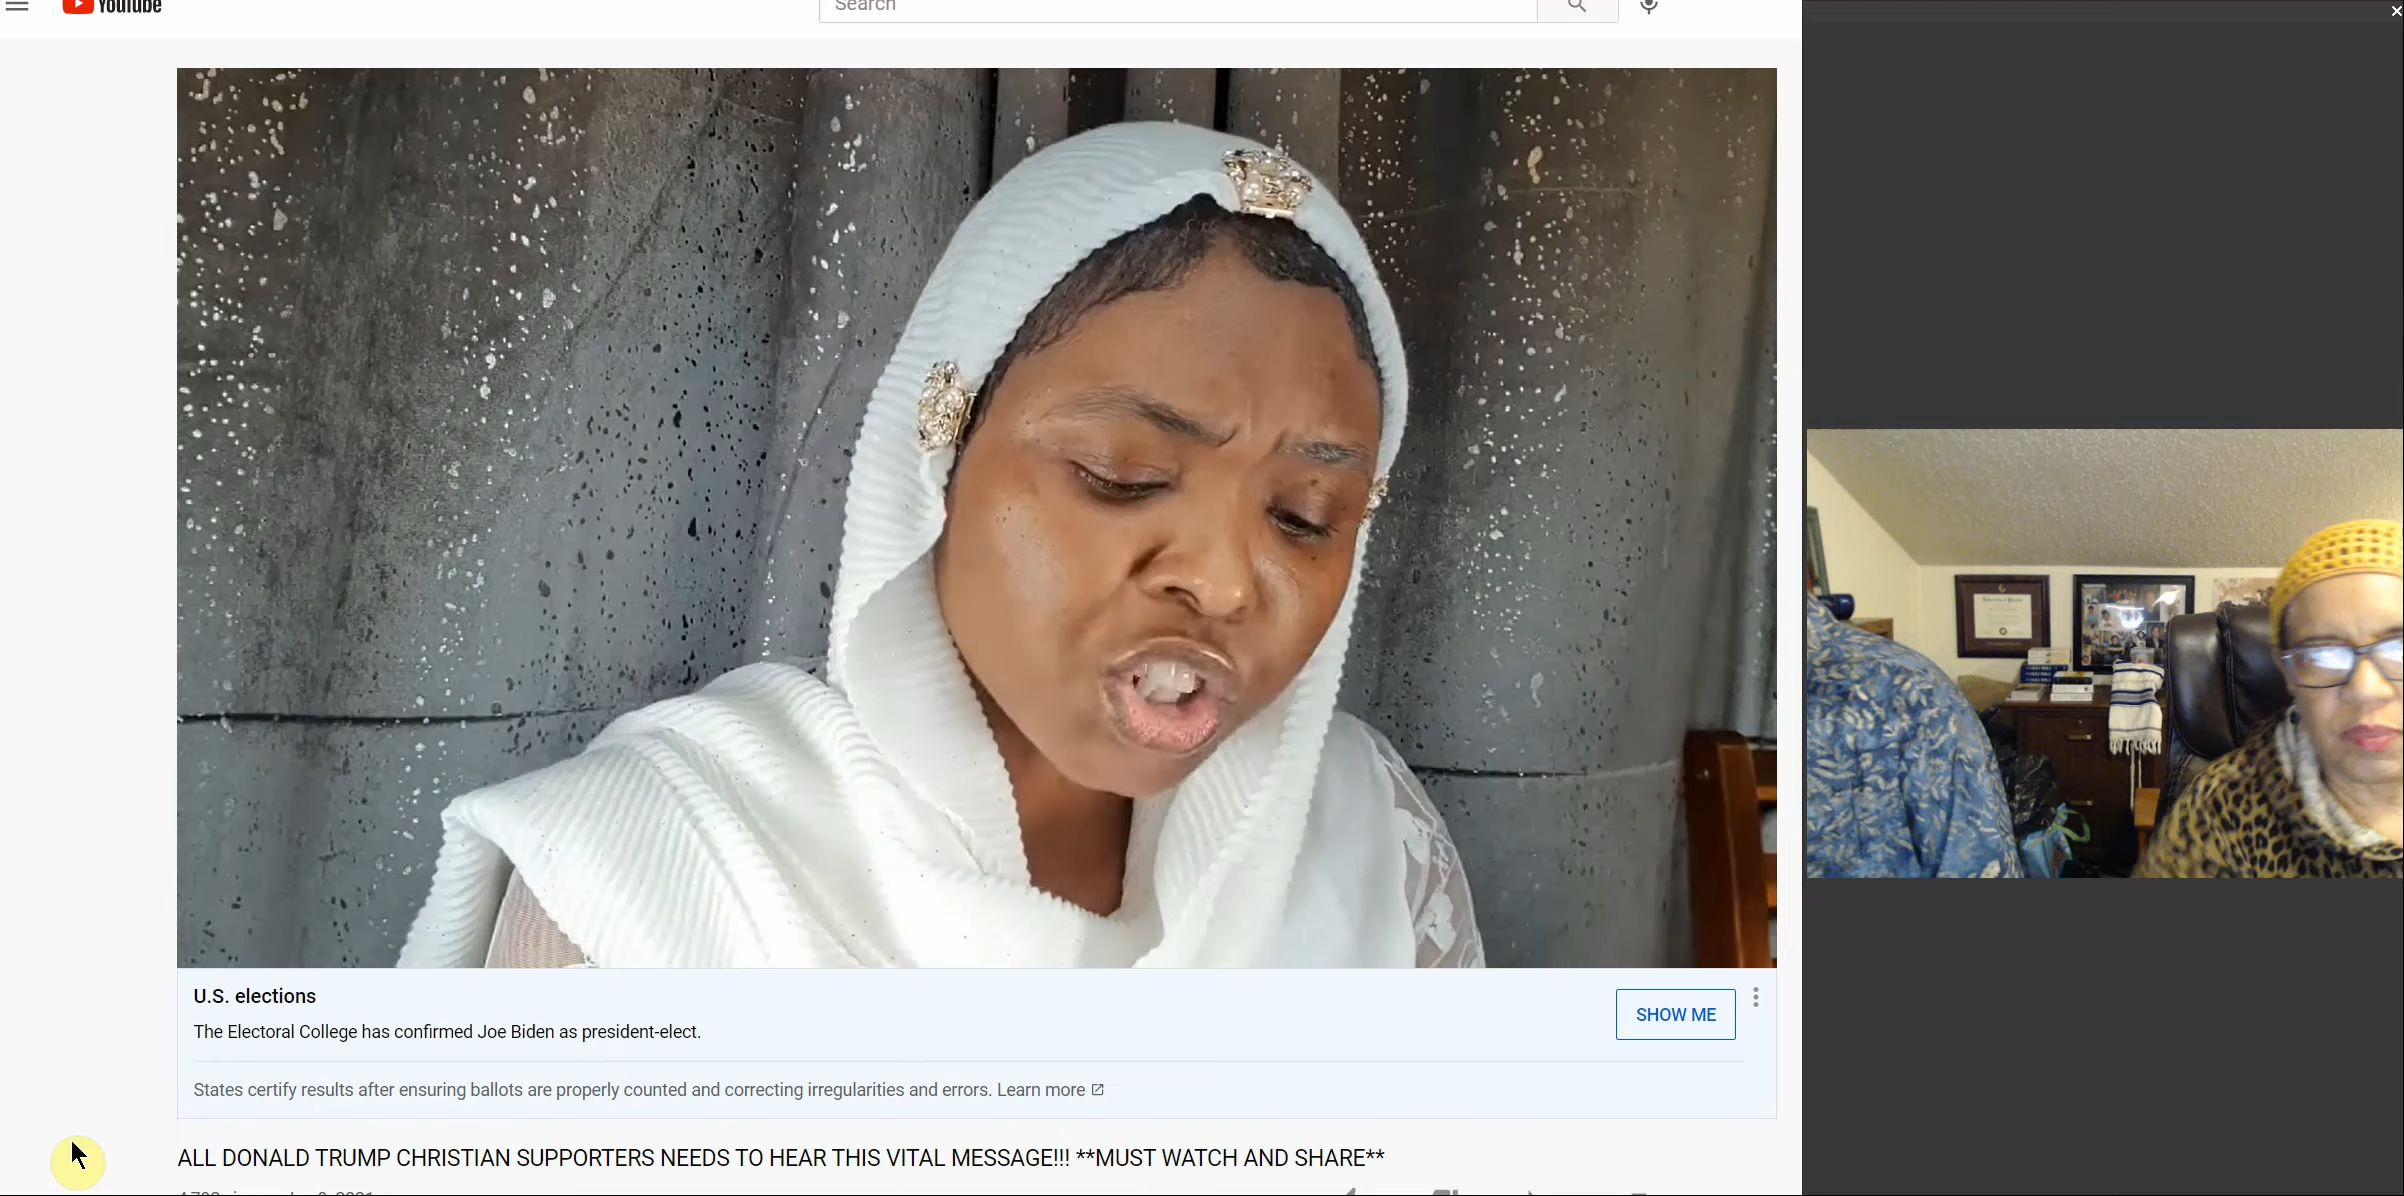 YouTube
Search
U.S. elections
SHOW ME
The Electoral College has confirmed Joe Biden as president-elect.
States certify results after ensuring ballots are properly counted and correcting irregularities and errors. Learn more
ALL DONALD TRUMP CHRISTIAN SUPPORTERS NEEDS TO HEAR THIS VITAL MESSAGE!!! **MUST WATCH AND SHARE**